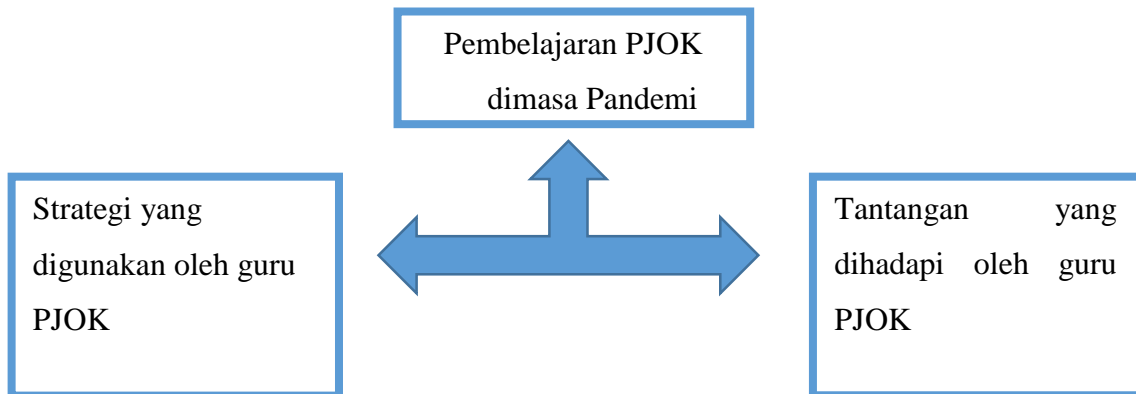 Pembelajaran PJOK
dimasa Pandemi
Strategi yang
digunakan oleh guru
PJOK
Tantangan yang
dihadapi oleh guru
PJOK